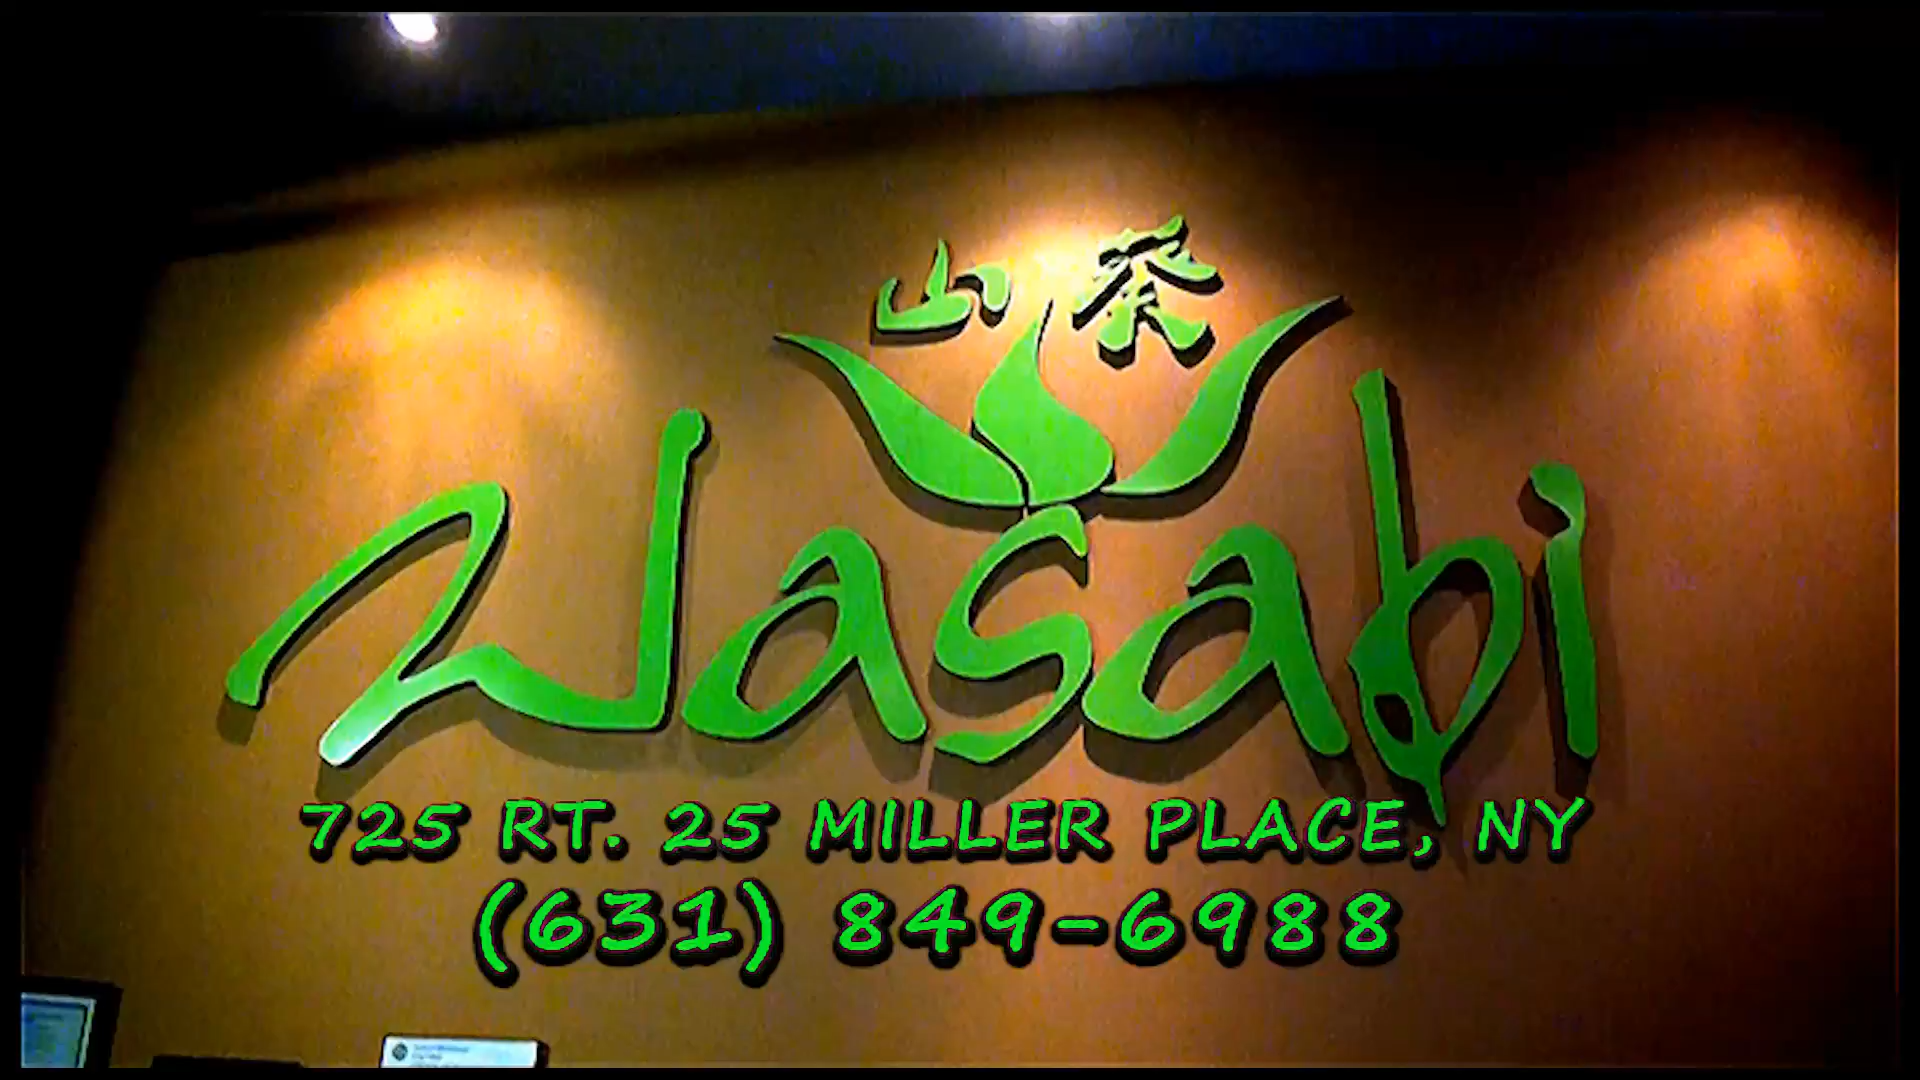 山葵
Wasabi
725 RT. 25 MILLER PLACE, NY
(631) 849-6988